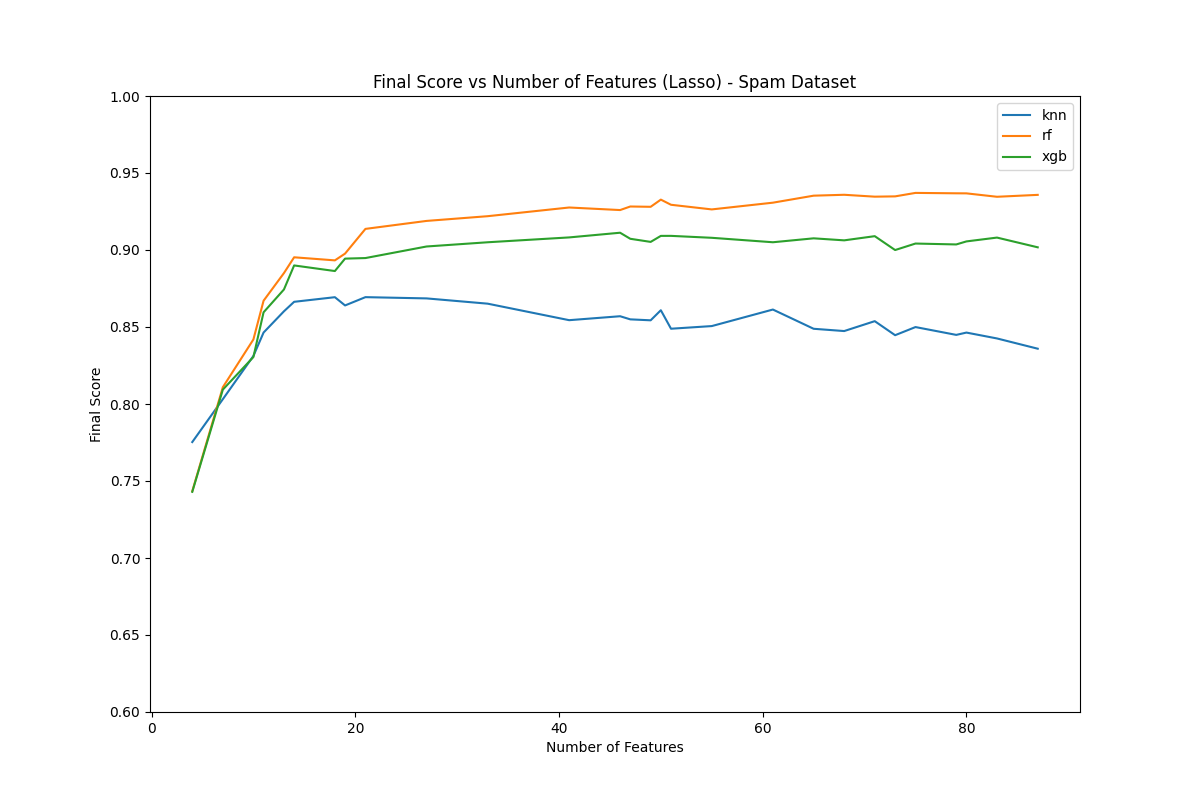 Final Score vs Number of Features (Lasso) - Spam Dataset
knn
rf
xgb
Final Score
1.00
0.95
0.90
0.85
0.80
0.75
0.70
0.65
0.60
0
20
40
60
80
Number of Features